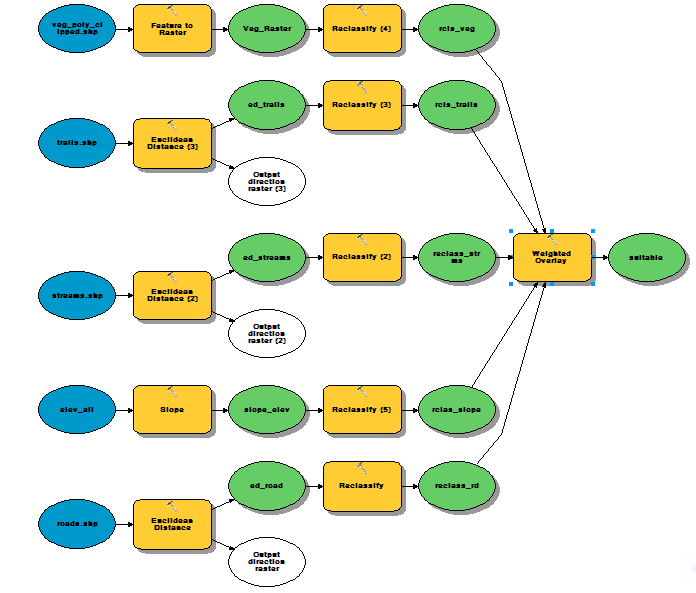 veg_poly_cl
ipped.shp
Feature to
Raster
Veg_Raster
Reclassify (4)
rcls_veg
trails.shp
Euclidean
Distance (3)
ed_trails
Reclassify (3)
rcls_trails
Output
direction
raster (3)
streams.shp
Euclidean
Distance (2)
ed_streams
Reclassify (2)
reclass_str
ms
Weighted
Overlay
suitable
Output
direction
raster (2)
elev_all
Slope
slope_elev
Reclassify (5)
rclas_slope
roads.shp
Euclidean
Distance
ed_road
Reclassify
reclass_rd
Output
direction
raster